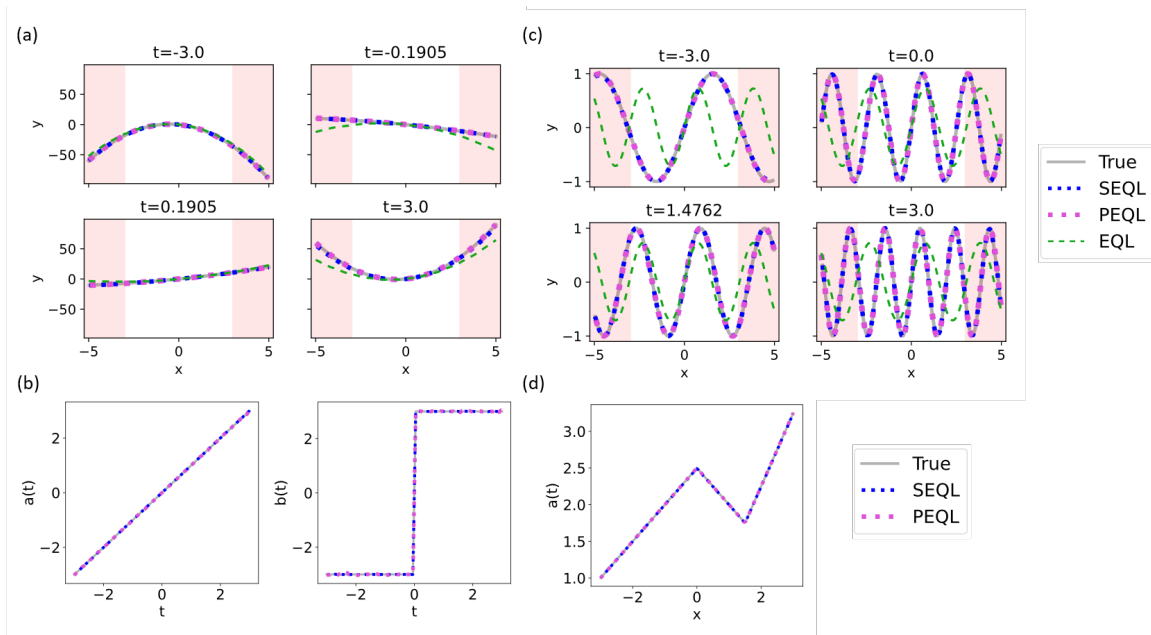 (a)
t=-3.0
t=-0.1905
50
0
−50
y
t=0.1905
t=3.0
50
0
−50
y
−5
0
5
x
−5
0
5
x
(c)
t=-3.0
t=0.0
1
0
−1
y
y
t=1.4762
t=3.0
1
0
−1
y
y
−5
0
5
x
−5
0
5
x
True
SEQL
PEQL
EQL
(b)
2
0
−2
a(t)
−2
0
2
t
2
0
−2
b(t)
−2
0
2
t
(d)
3.0
2.5
2.0
1.5
1.0
a(t)
−2
0
2
x
True
SEQL
PEQL